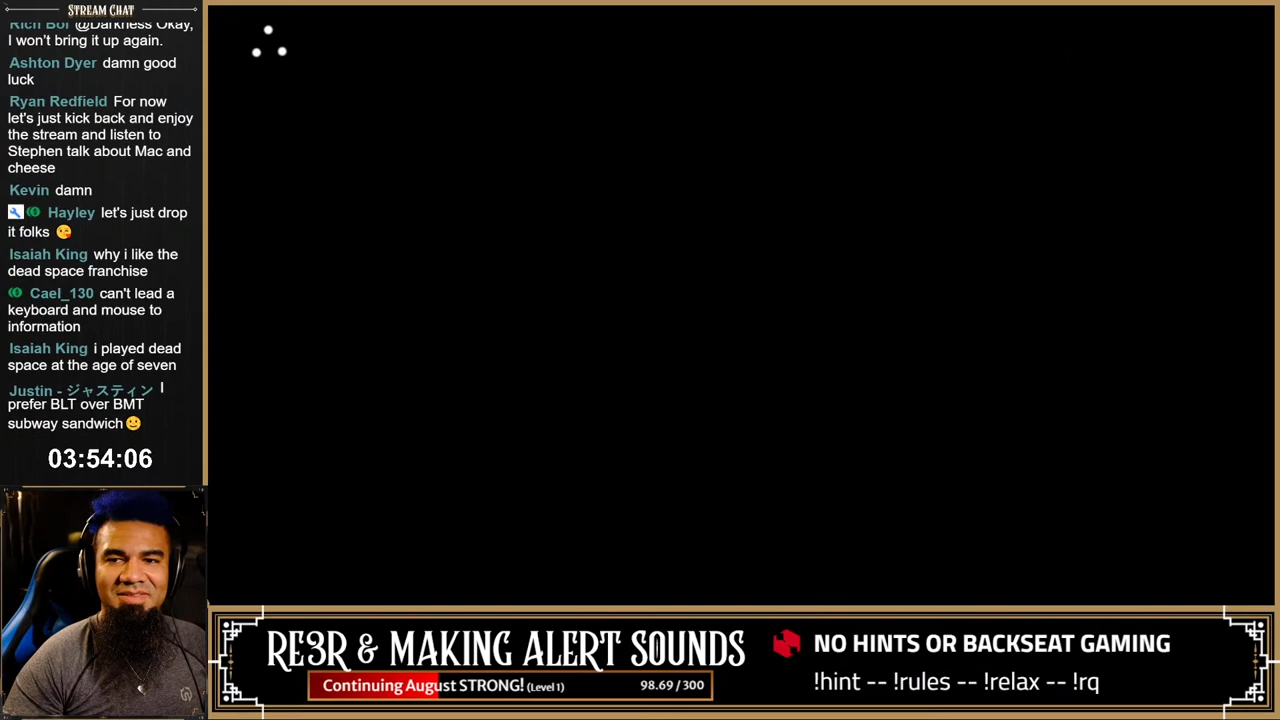 STREAM CHAT
Rich Boi @Darkness Okay,
I won't bring it up again.
Ashton Dyer damn good
luck
Ryan Redfield For now
let's just kick back and enjoy
the stream and listen to
Stephen talk about Mac and
cheese
Kevin damn
Hayley let's just drop
it folks 😘
Isaiah King why i like the
dead space franchise
Cael_130 can't lead a
keyboard and mouse to
information
Isaiah King i played dead
space at the age of seven
Justin - ジャスティン I
prefer BLT over BMT
subway sandwich🙂
03:54:06
RE3R & MAKING ALERT SOUNDS
Continuing August STRONG! (Level 1) 98.69 / 300
NO HINTS OR BACKSEAT GAMING
!hint -- !rules -- !relax -- !rq